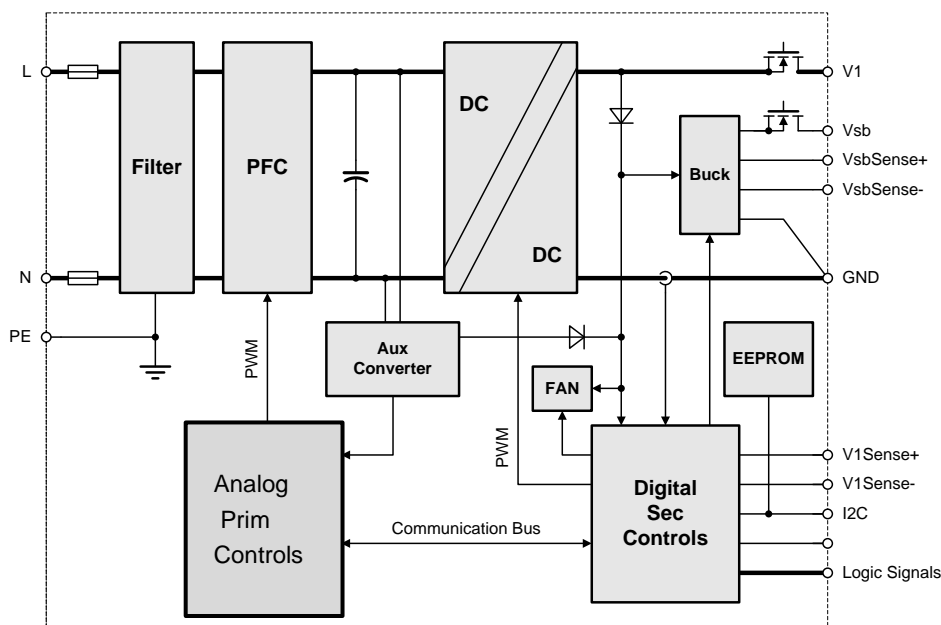 L
Filter
PFC
DC
DC
V1
Vsb
VsbSense+
VsbSense-
Buck
N
GND
PE
PWM
Aux
Converter
FAN
EEPROM
PWM
Analog
Prim
Controls
Communication Bus
Digital
Sec
Controls
V1Sense+
V1Sense-
I2C
Logic Signals